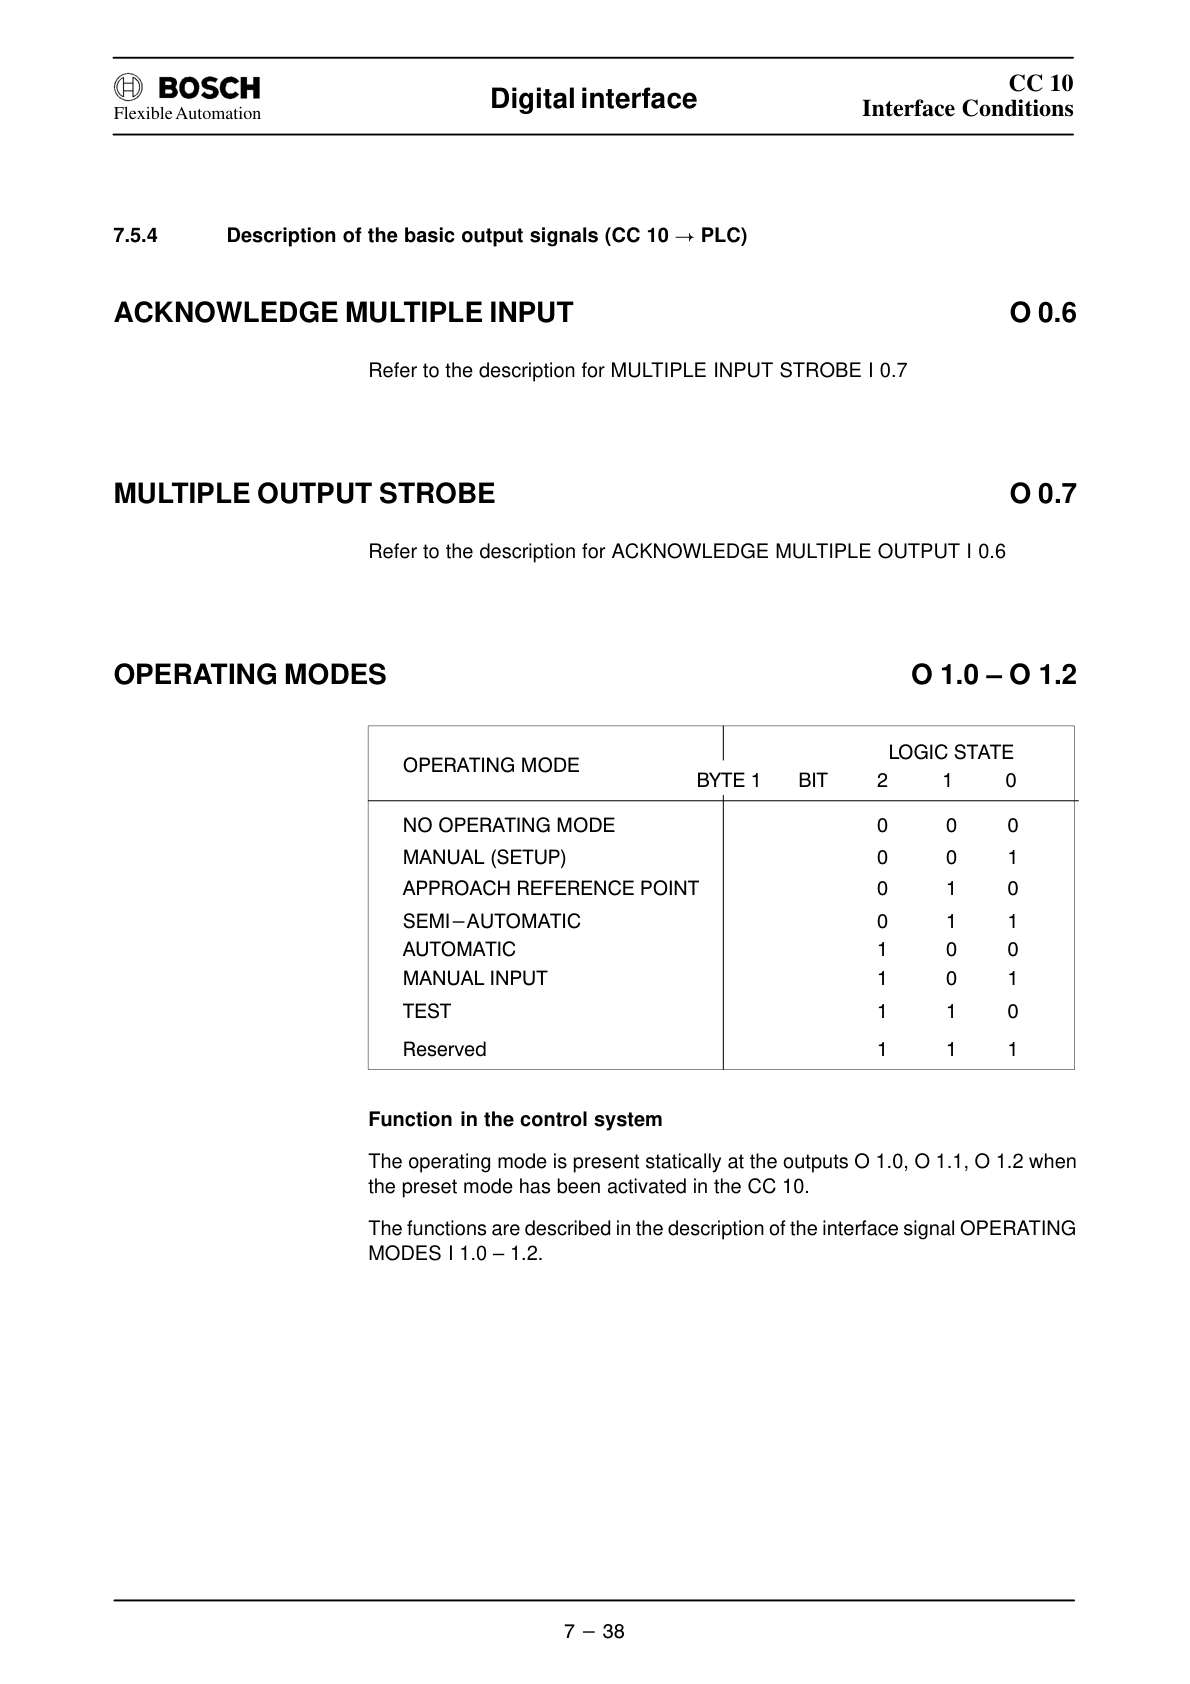 BOSCH
Flexible Automation
Digital interface
CC 10
Interface Conditions
7.5.4 Description of the basic output signals (CC 10 → PLC)
ACKNOWLEDGE MULTIPLE INPUT O 0.6
Refer to the description for MULTIPLE INPUT STROBE I 0.7
MULTIPLE OUTPUT STROBE O 0.7
Refer to the description for ACKNOWLEDGE MULTIPLE OUTPUT I 0.6
OPERATING MODES O 1.0 – O 1.2
LOGIC STATE
OPERATING MODE
BYTE 1 BIT 2 1 0
NO OPERATING MODE 0 0 0
MANUAL (SETUP) 0 0 1
APPROACH REFERENCE POINT 0 1 0
SEMI–AUTOMATIC 0 1 1
AUTOMATIC 1 0 0
MANUAL INPUT 1 0 1
TEST 1 1 0
Reserved 1 1 1
Function in the control system
The operating mode is present statically at the outputs O 1.0, O 1.1, O 1.2 when
the preset mode has been activated in the CC 10.
The functions are described in the description of the interface signal OPERATING
MODES I 1.0 – 1.2.
7 – 38